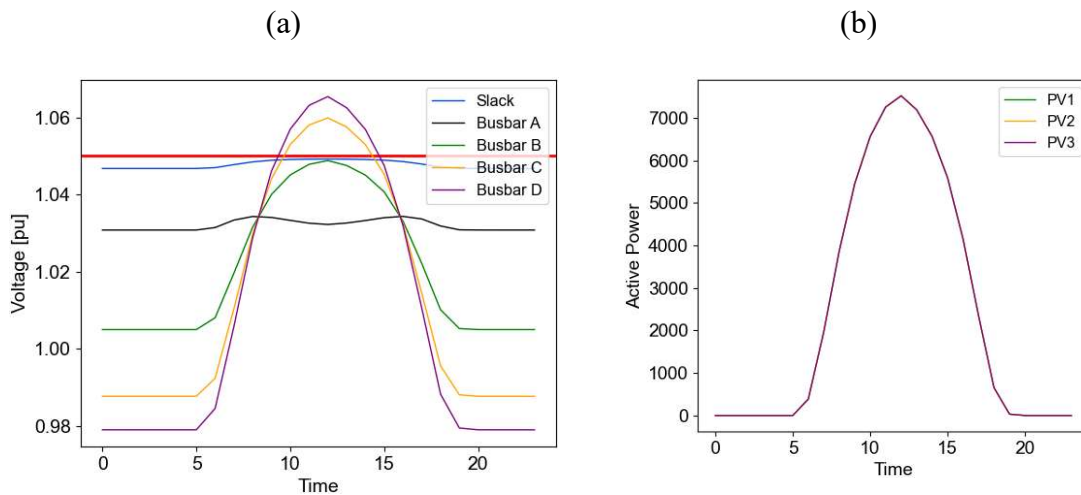 (a)
(b)
Voltage [pu]
1.06
1.04
1.02
1.00
0.98
0
5
10
15
20
Time
Slack
Busbar A
Busbar B
Busbar C
Busbar D
Active Power
7000
6000
5000
4000
3000
2000
1000
0
0
5
10
15
20
Time
PV1
PV2
PV3